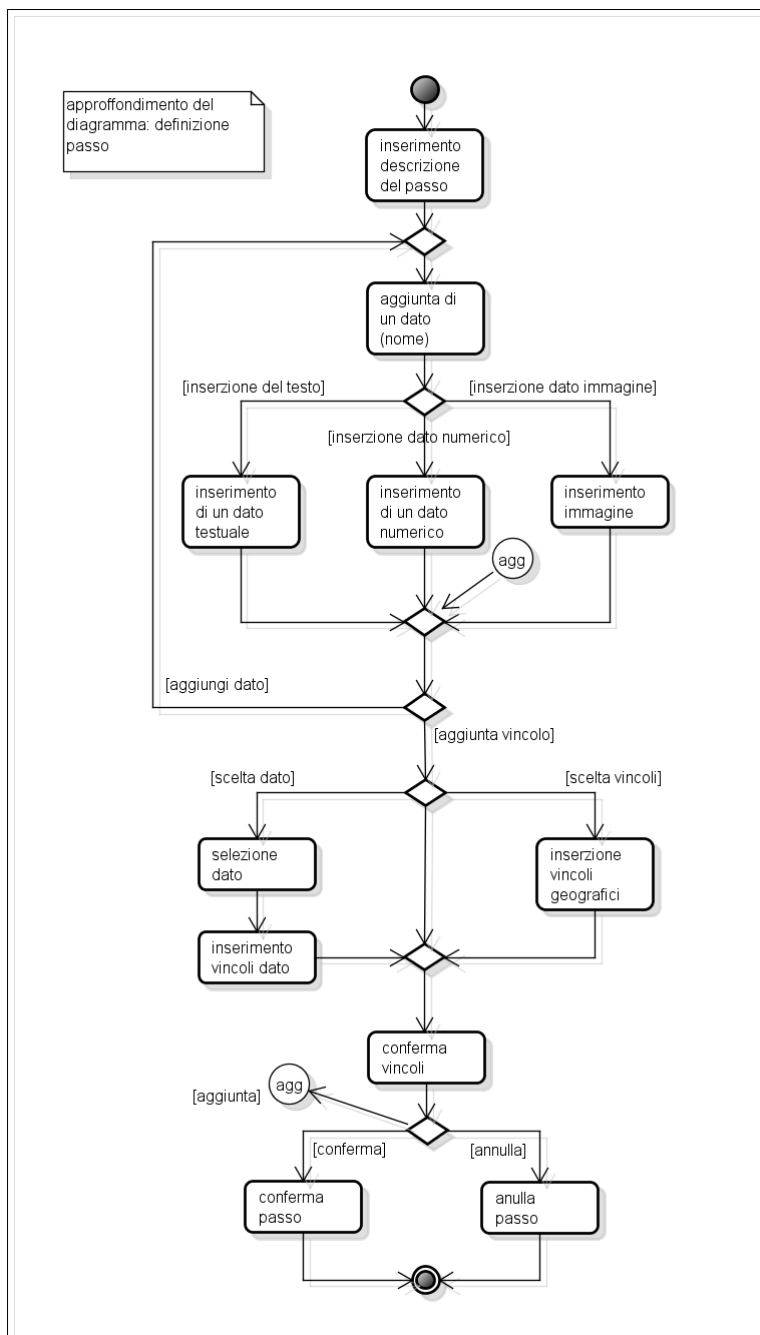 approffondimento del
diagramma: definizione
passo
inserimento
descrizione
del passo
aggiunta di
un dato
(nome)
[inserzione del testo]
[inserzione dato immagine]
[inserzione dato numerico]
inserimento
di un dato
testuale
inserimento
di un dato
numerico
inserimento
immagine
agg
[aggiungi dato]
[aggiunta vincolo]
[scelta dato]
[scelta vincoli]
selezione
dato
inserzione
vincoli
geografici
inserimento
vincoli dato
conferma
vincoli
agg
[aggiunta]
[conferma]
[annulla]
conferma
passo
anulla
passo